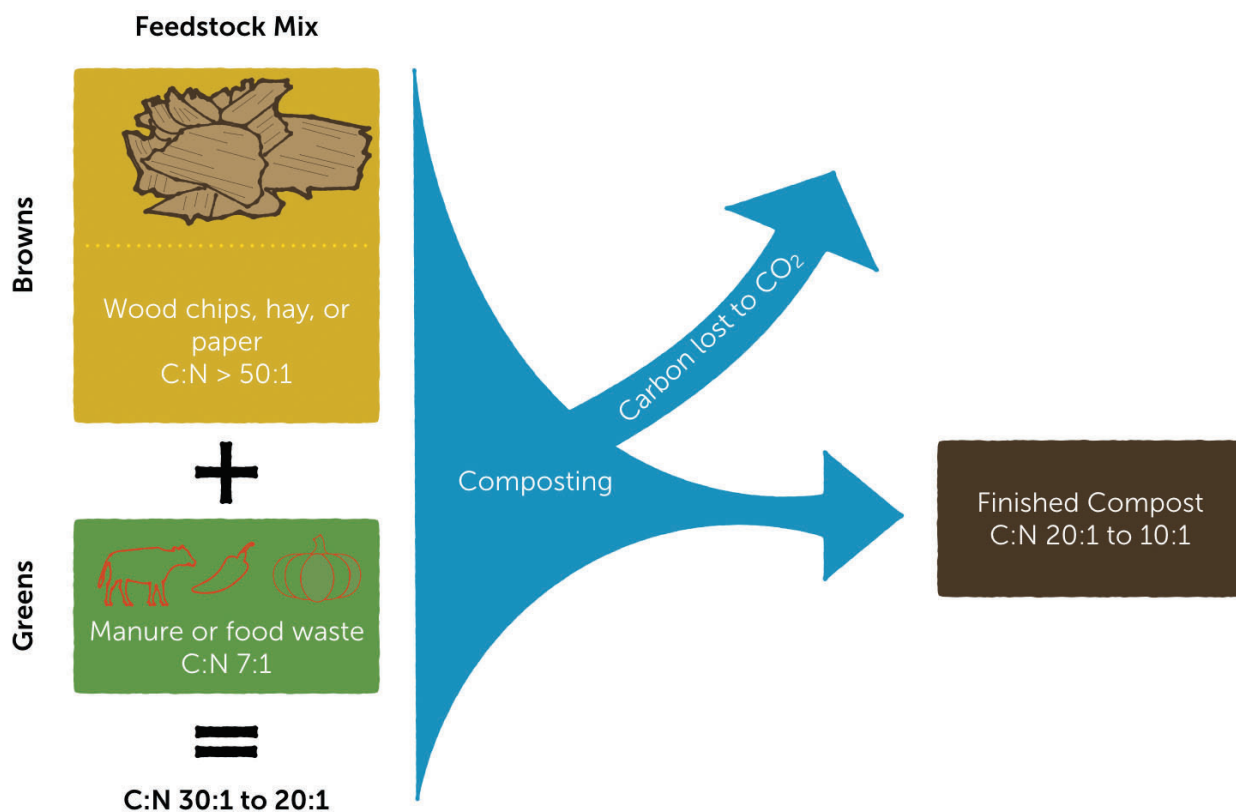 Feedstock Mix
Browns
Wood chips, hay, or
paper
C:N > 50:1
+
Greens
Manure or food waste
C:N 7:1
=
C:N 30:1 to 20:1
Composting
Carbon lost to CO₂
Finished Compost
C:N 20:1 to 10:1